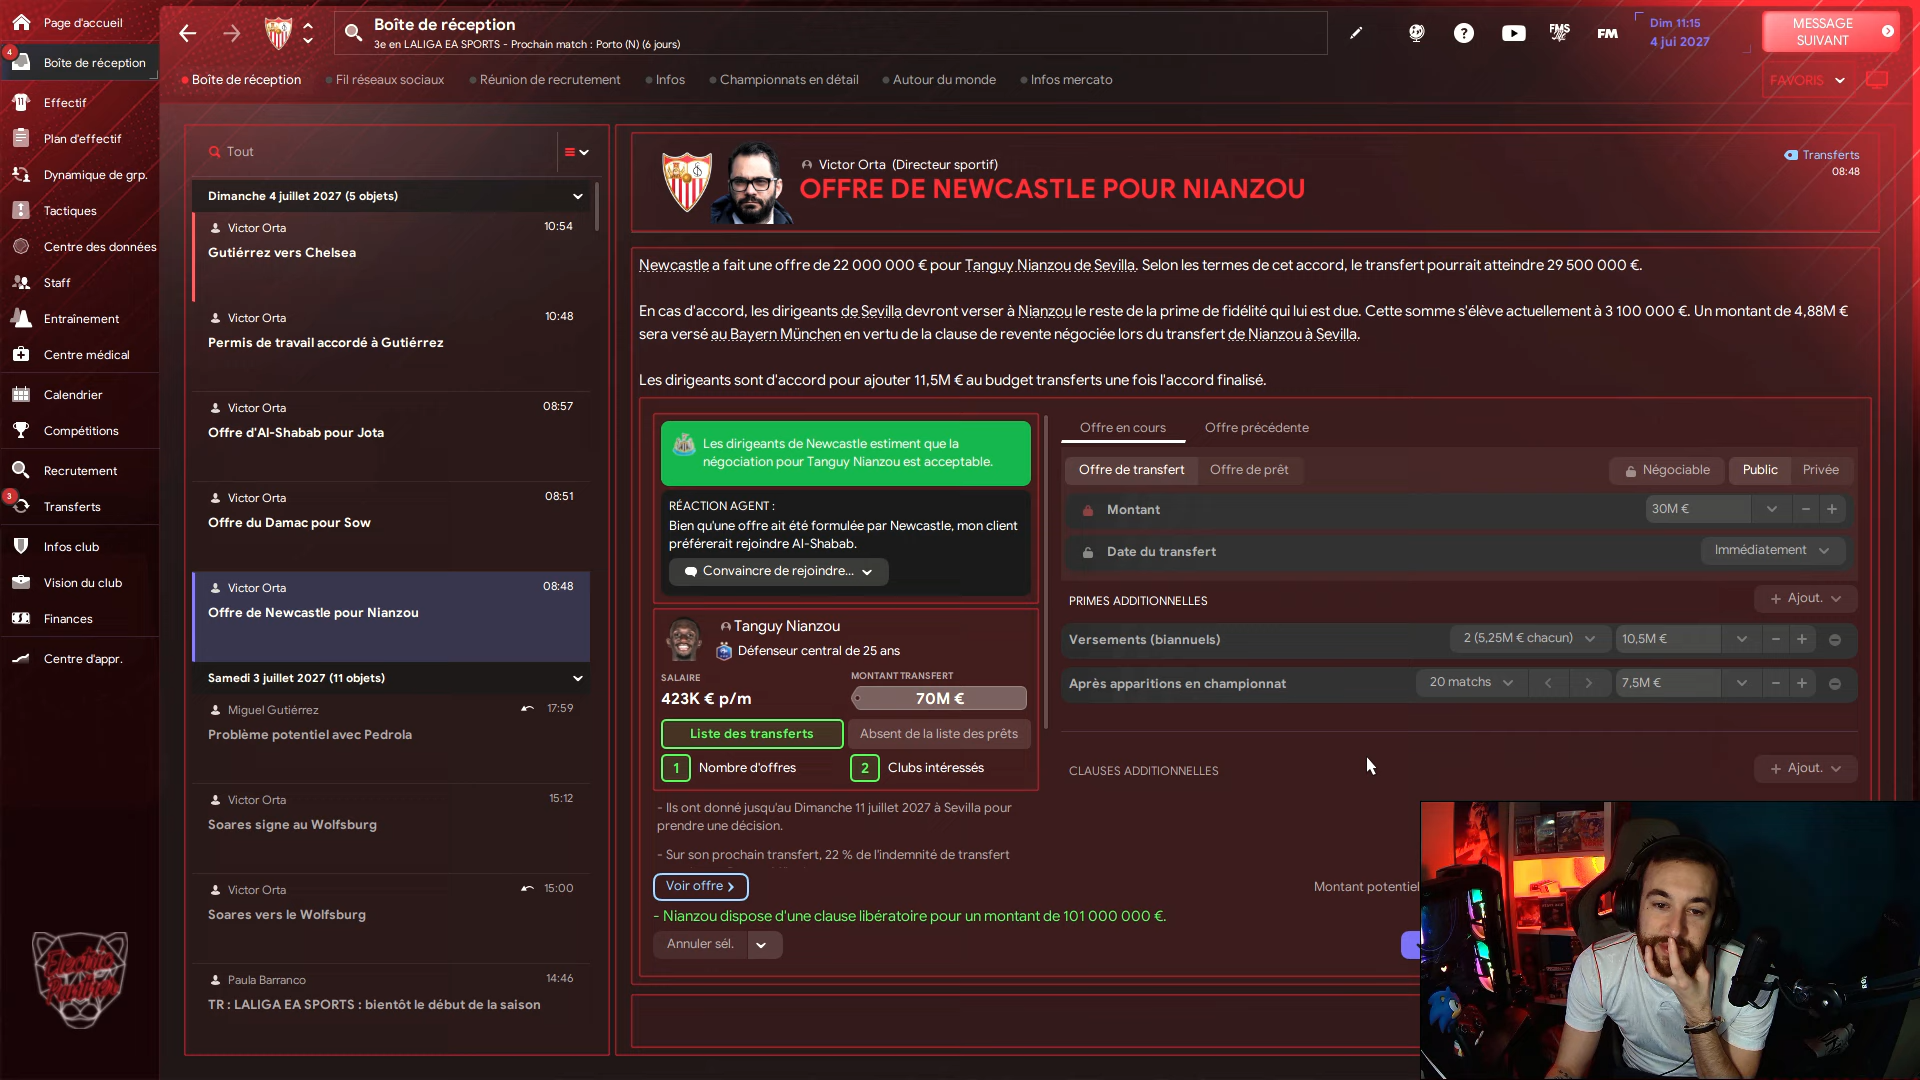 Page d'accueil
4
Boîte de réception
Effectif
Plan d'effectif
Dynamique de grp.
Tactiques
Centre des données
Staff
Entraînement
Centre médical
Calendrier
Compétitions
Recrutement
3
Transferts
Infos club
Vision du club
Finances
Centre d'appr.
Boîte de réception
3e en LALIGA EA SPORTS - Prochain match : Porto (N) (6 jours)
FMS
FM
Dim 11:15
4 jui 2027
MESSAGE
SUIVANT
Boîte de réception
Fil réseaux sociaux
Réunion de recrutement
Infos
Championnats en détail
Autour du monde
Infos mercato
FAVORIS
Tout
Dimanche 4 juillet 2027 (5 objets)
Victor Orta 10:54
Gutiérrez vers Chelsea
Victor Orta 10:48
Permis de travail accordé à Gutiérrez
Victor Orta 08:57
Offre d'Al-Shabab pour Jota
Victor Orta 08:51
Offre du Damac pour Sow
Victor Orta 08:48
Offre de Newcastle pour Nianzou
Samedi 3 juillet 2027 (11 objets)
Miguel Gutiérrez 17:59
Problème potentiel avec Pedrola
Victor Orta 15:12
Soares signe au Wolfsburg
Victor Orta 15:00
Soares vers le Wolfsburg
Paula Barranco 14:46
TR : LALIGA EA SPORTS : bientôt le début de la saison
Victor Orta (Directeur sportif)
OFFRE DE NEWCASTLE POUR NIANZOU
Transferts
08:48
Newcastle a fait une offre de 22 000 000 € pour Tanguy Nianzou de Sevilla. Selon les termes de cet accord, le transfert pourrait atteindre 29 500 000 €.
En cas d'accord, les dirigeants de Sevilla devront verser à Nianzou le reste de la prime de fidélité qui lui est due. Cette somme s'élève actuellement à 3 100 000 €. Un montant de 4,88M €
sera versé au Bayern München en vertu de la clause de revente négociée lors du transfert de Nianzou à Sevilla.
Les dirigeants sont d'accord pour ajouter 11,5M € au budget transferts une fois l'accord finalisé.
Les dirigeants de Newcastle estiment que la
négociation pour Tanguy Nianzou est acceptable.
RÉACTION AGENT :
Bien qu'une offre ait été formulée par Newcastle, mon client
préférerait rejoindre Al-Shabab.
Convaincre de rejoindre...
Tanguy Nianzou
Défenseur central de 25 ans
SALAIRE
423K € p/m
MONTANT TRANSFERT
70M €
Liste des transferts
Absent de la liste des prêts
1 Nombre d'offres
2 Clubs intéressés
- Ils ont donné jusqu'au Dimanche 11 juillet 2027 à Sevilla pour
prendre une décision.
- Sur son prochain transfert, 22 % de l'indemnité de transfert
Voir offre
- Nianzou dispose d'une clause libératoire pour un montant de 101 000 000 €.
Annuler sél.
Offre en cours
Offre précédente
Offre de transfert
Offre de prêt
Négociable
Public
Privée
Montant
30M €
Date du transfert
Immédiatement
PRIMES ADDITIONNELLES
Ajout.
Versements (biannuels)
2 (5,25M € chacun)
10,5M €
Après apparitions en championnat
20 matchs
7,5M €
CLAUSES ADDITIONNELLES
Ajout.
Montant potentiel